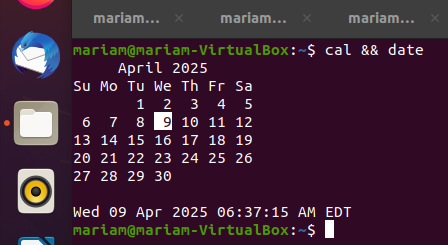 mariam... × mariam... × mariam...
mariam@mariam-VirtualBox:~$ cal && date
     April 2025
Su Mo Tu We Th Fr Sa
       1  2  3  4  5
 6  7  8  9 10 11 12
13 14 15 16 17 18 19
20 21 22 23 24 25 26
27 28 29 30
Wed 09 Apr 2025 06:37:15 AM EDT
mariam@mariam-VirtualBox:~$